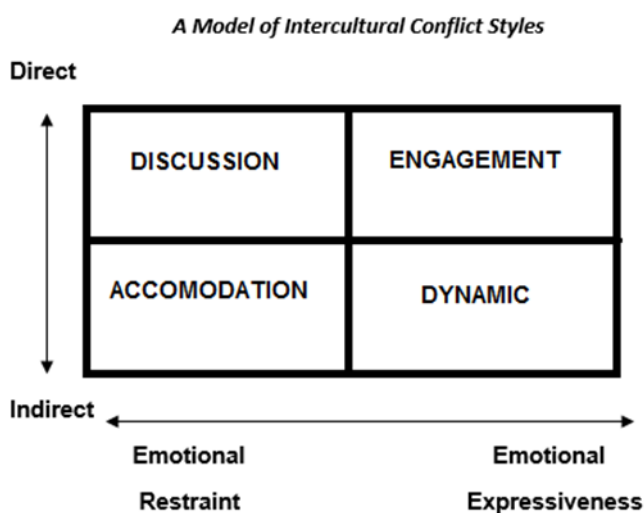 A Model of Intercultural Conflict Styles
Direct
DISCUSSION
ENGAGEMENT
ACCOMODATION
DYNAMIC
Indirect
Emotional
Restraint
Emotional
Expressiveness